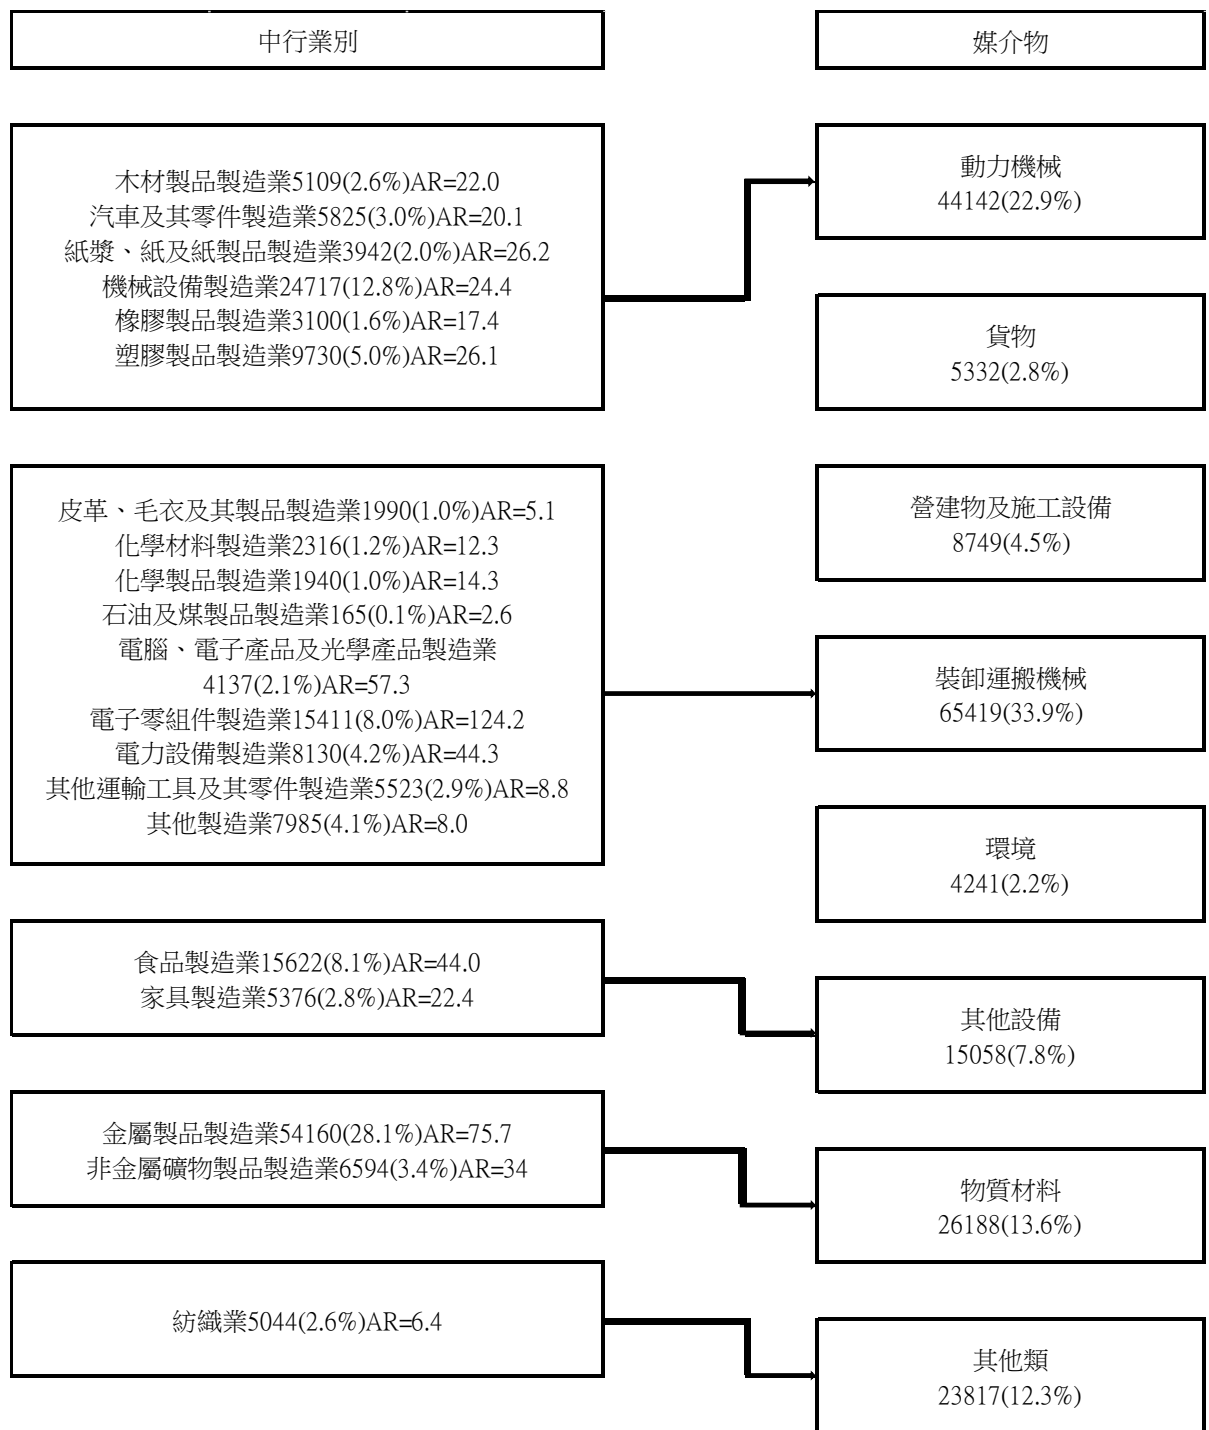 中行業別
木材製品製造業5109(2.6%)AR=22.0
汽車及其零件製造業5825(3.0%)AR=20.1
紙漿、紙及紙製品製造業3942(2.0%)AR=26.2
機械設備製造業24717(12.8%)AR=24.4
橡膠製品製造業3100(1.6%)AR=17.4
塑膠製品製造業9730(5.0%)AR=26.1
皮革、毛衣及其製品製造業1990(1.0%)AR=5.1
化學材料製造業2316(1.2%)AR=12.3
化學製品製造業1940(1.0%)AR=14.3
石油及煤製品製造業165(0.1%)AR=2.6
電腦、電子產品及光學產品製造業
4137(2.1%)AR=57.3
電子零組件製造業15411(8.0%)AR=124.2
電力設備製造業8130(4.2%)AR=44.3
其他運輸工具及其零件製造業5523(2.9%)AR=8.8
其他製造業7985(4.1%)AR=8.0
食品製造業15622(8.1%)AR=44.0
家具製造業5376(2.8%)AR=22.4
金屬製品製造業54160(28.1%)AR=75.7
非金屬礦物製品製造業6594(3.4%)AR=34
紡織業5044(2.6%)AR=6.4
媒介物
動力機械
44142(22.9%)
貨物
5332(2.8%)
營建物及施工設備
8749(4.5%)
裝卸運搬機械
65419(33.9%)
環境
4241(2.2%)
其他設備
15058(7.8%)
物質材料
26188(13.6%)
其他類
23817(12.3%)